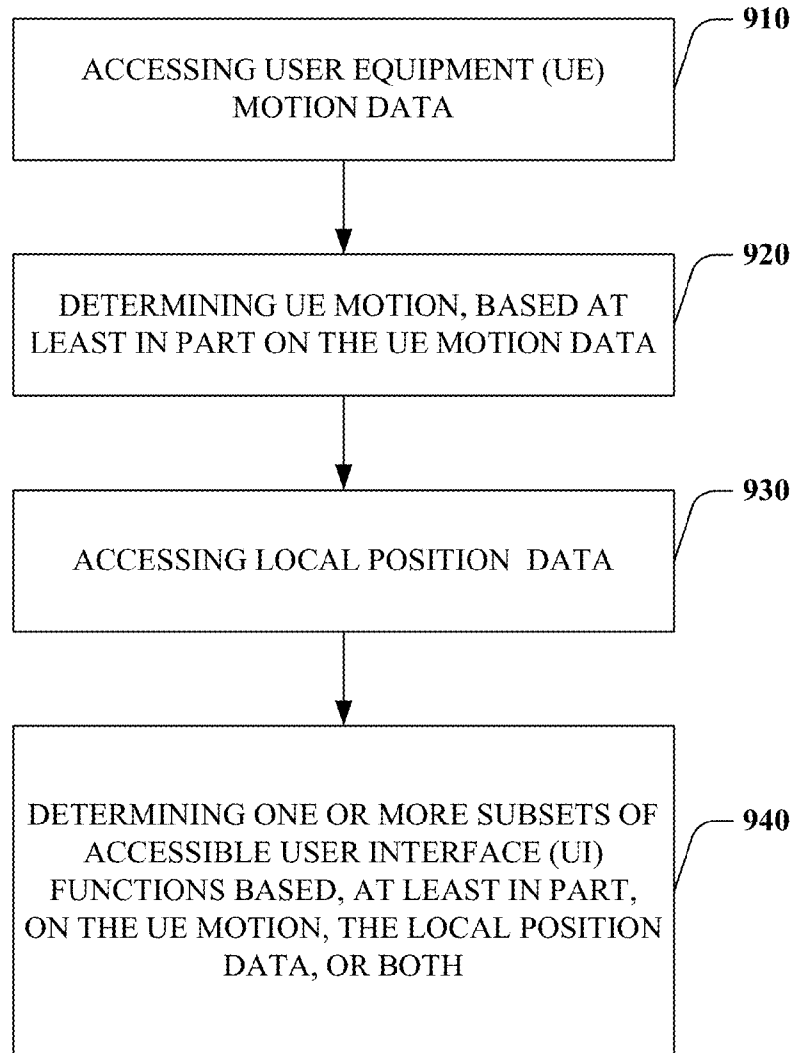 910
ACCESSING USER EQUIPMENT (UE)
MOTION DATA
920
DETERMINING UE MOTION, BASED AT
LEAST IN PART ON THE UE MOTION DATA
930
ACCESSING LOCAL POSITION DATA
940
DETERMINING ONE OR MORE SUBSETS OF
ACCESSIBLE USER INTERFACE (UI)
FUNCTIONS BASED, AT LEAST IN PART,
ON THE UE MOTION, THE LOCAL POSITION
DATA, OR BOTH